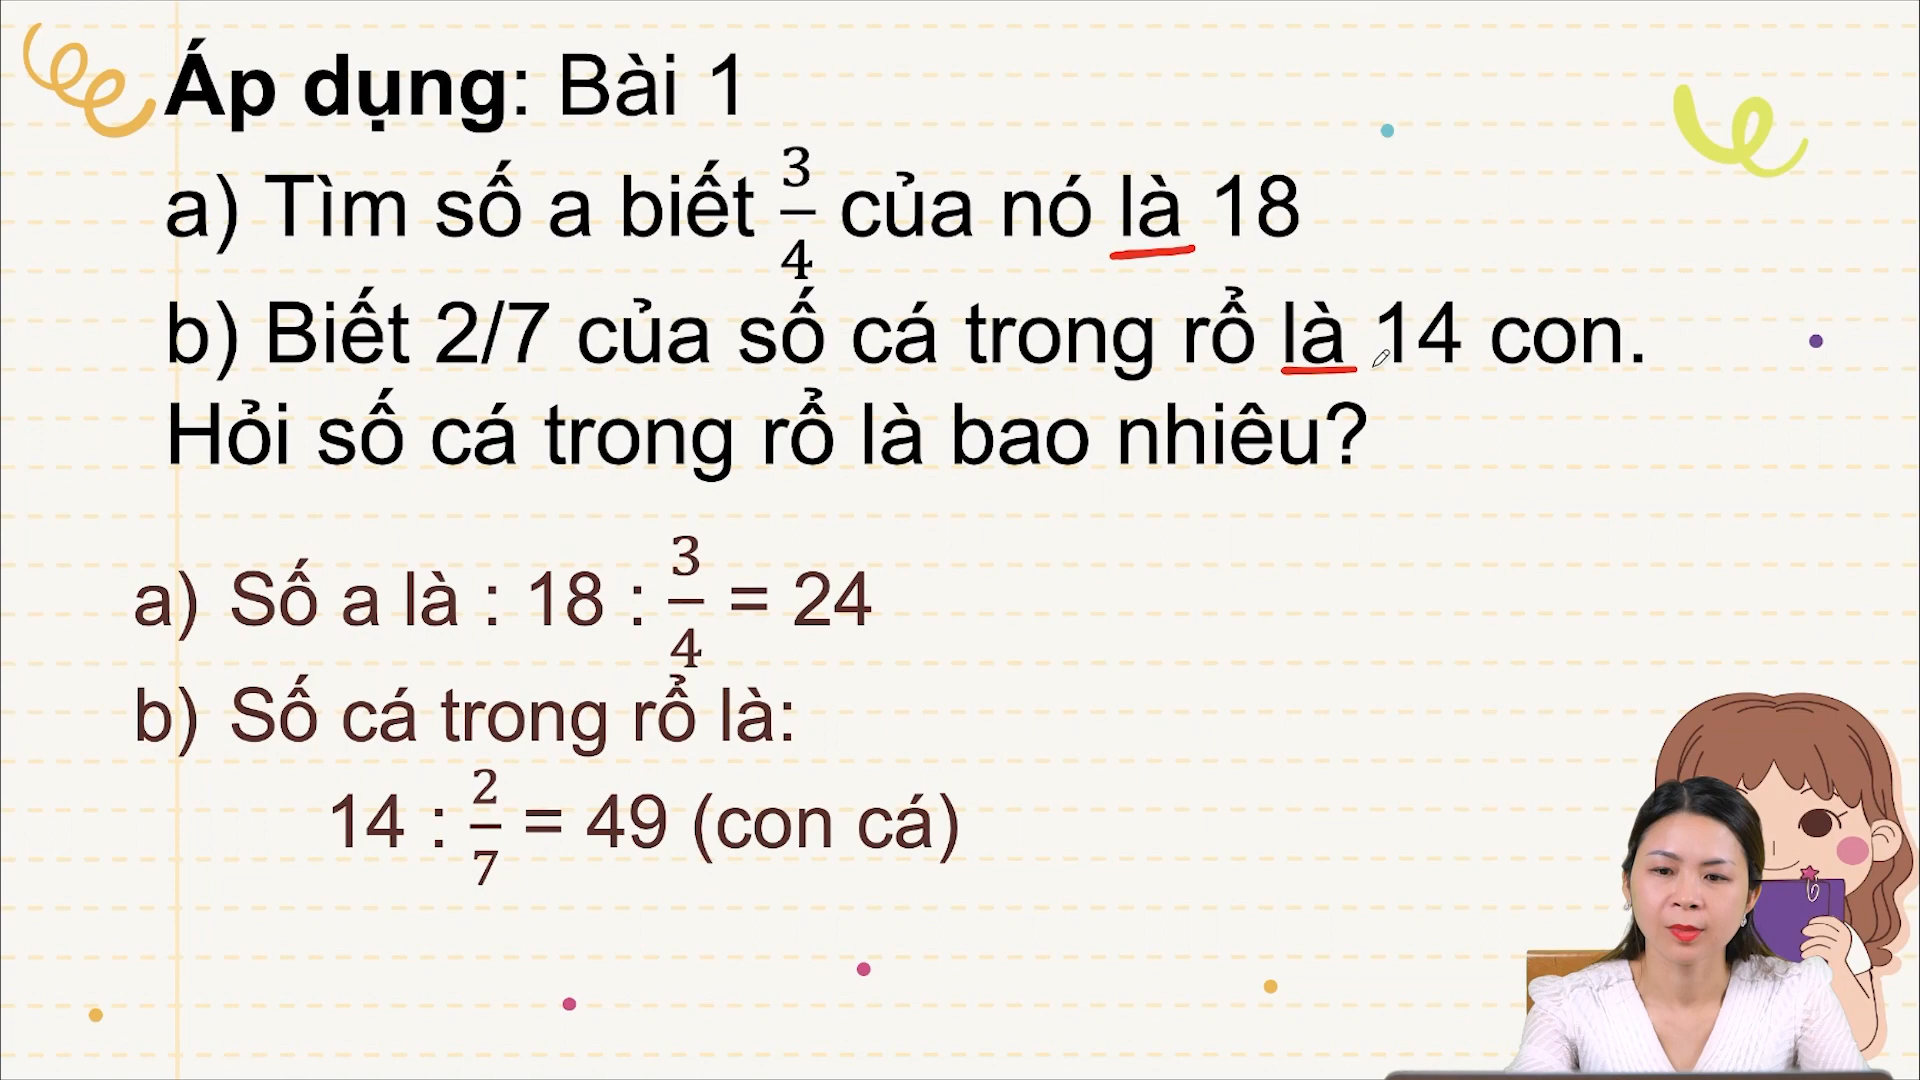 Áp dụng: Bài 1
a) Tìm số a biết 3/4 của nó là 18
b) Biết 2/7 của số cá trong rổ là 14 con.
Hỏi số cá trong rổ là bao nhiêu?
a) Số a là : 18 : 3/4 = 24
b) Số cá trong rổ là:
14 : 2/7 = 49 (con cá)